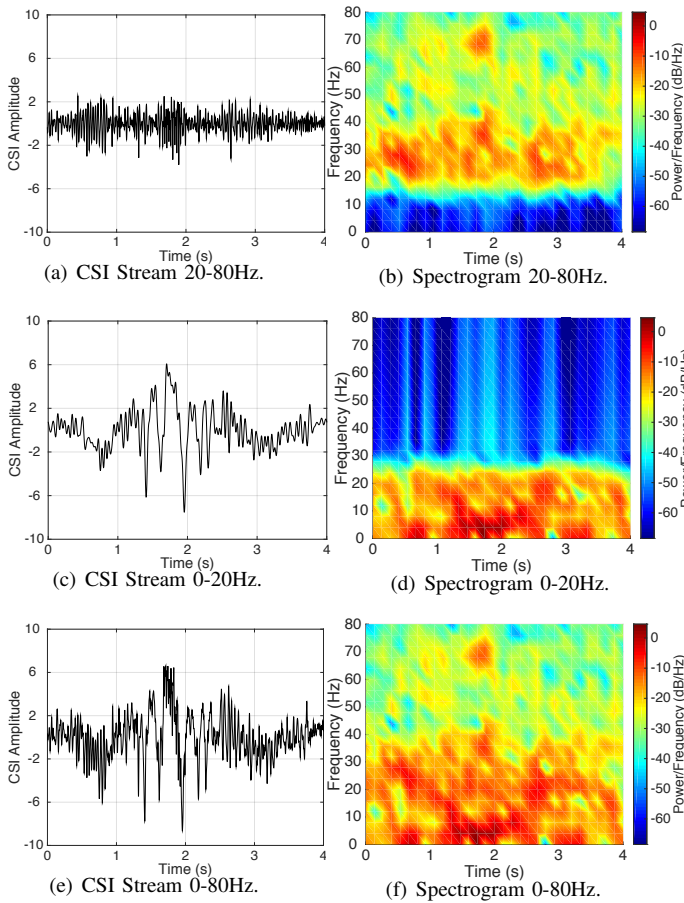 10
6
2
-2
-6
-10
CSI Amplitude
0 1 2 3 4
Time (s)
(a) CSI Stream 20-80Hz.
80
70
60
50
40
30
20
10
0
Frequency (Hz)
0 1 2 3 4
Time (s)
0
-10
-20
-30
-40
-50
-60
Power/Frequency (dB/Hz)
(b) Spectrogram 20-80Hz.
10
6
2
-2
-6
-10
CSI Amplitude
0 1 2 3 4
Time (s)
(c) CSI Stream 0-20Hz.
80
70
60
50
40
30
20
10
0
Frequency (Hz)
0 1 2 3 4
Time (s)
0
-10
-20
-30
-40
-50
-60
Power/Frequency (dB/Hz)
(d) Spectrogram 0-20Hz.
10
6
2
-2
-6
-10
CSI Amplitude
0 1 2 3 4
Time (s)
(e) CSI Stream 0-80Hz.
80
70
60
50
40
30
20
10
0
Frequency (Hz)
0 1 2 3 4
Time (s)
0
-10
-20
-30
-40
-50
-60
Power/Frequency (dB/Hz)
(f) Spectrogram 0-80Hz.